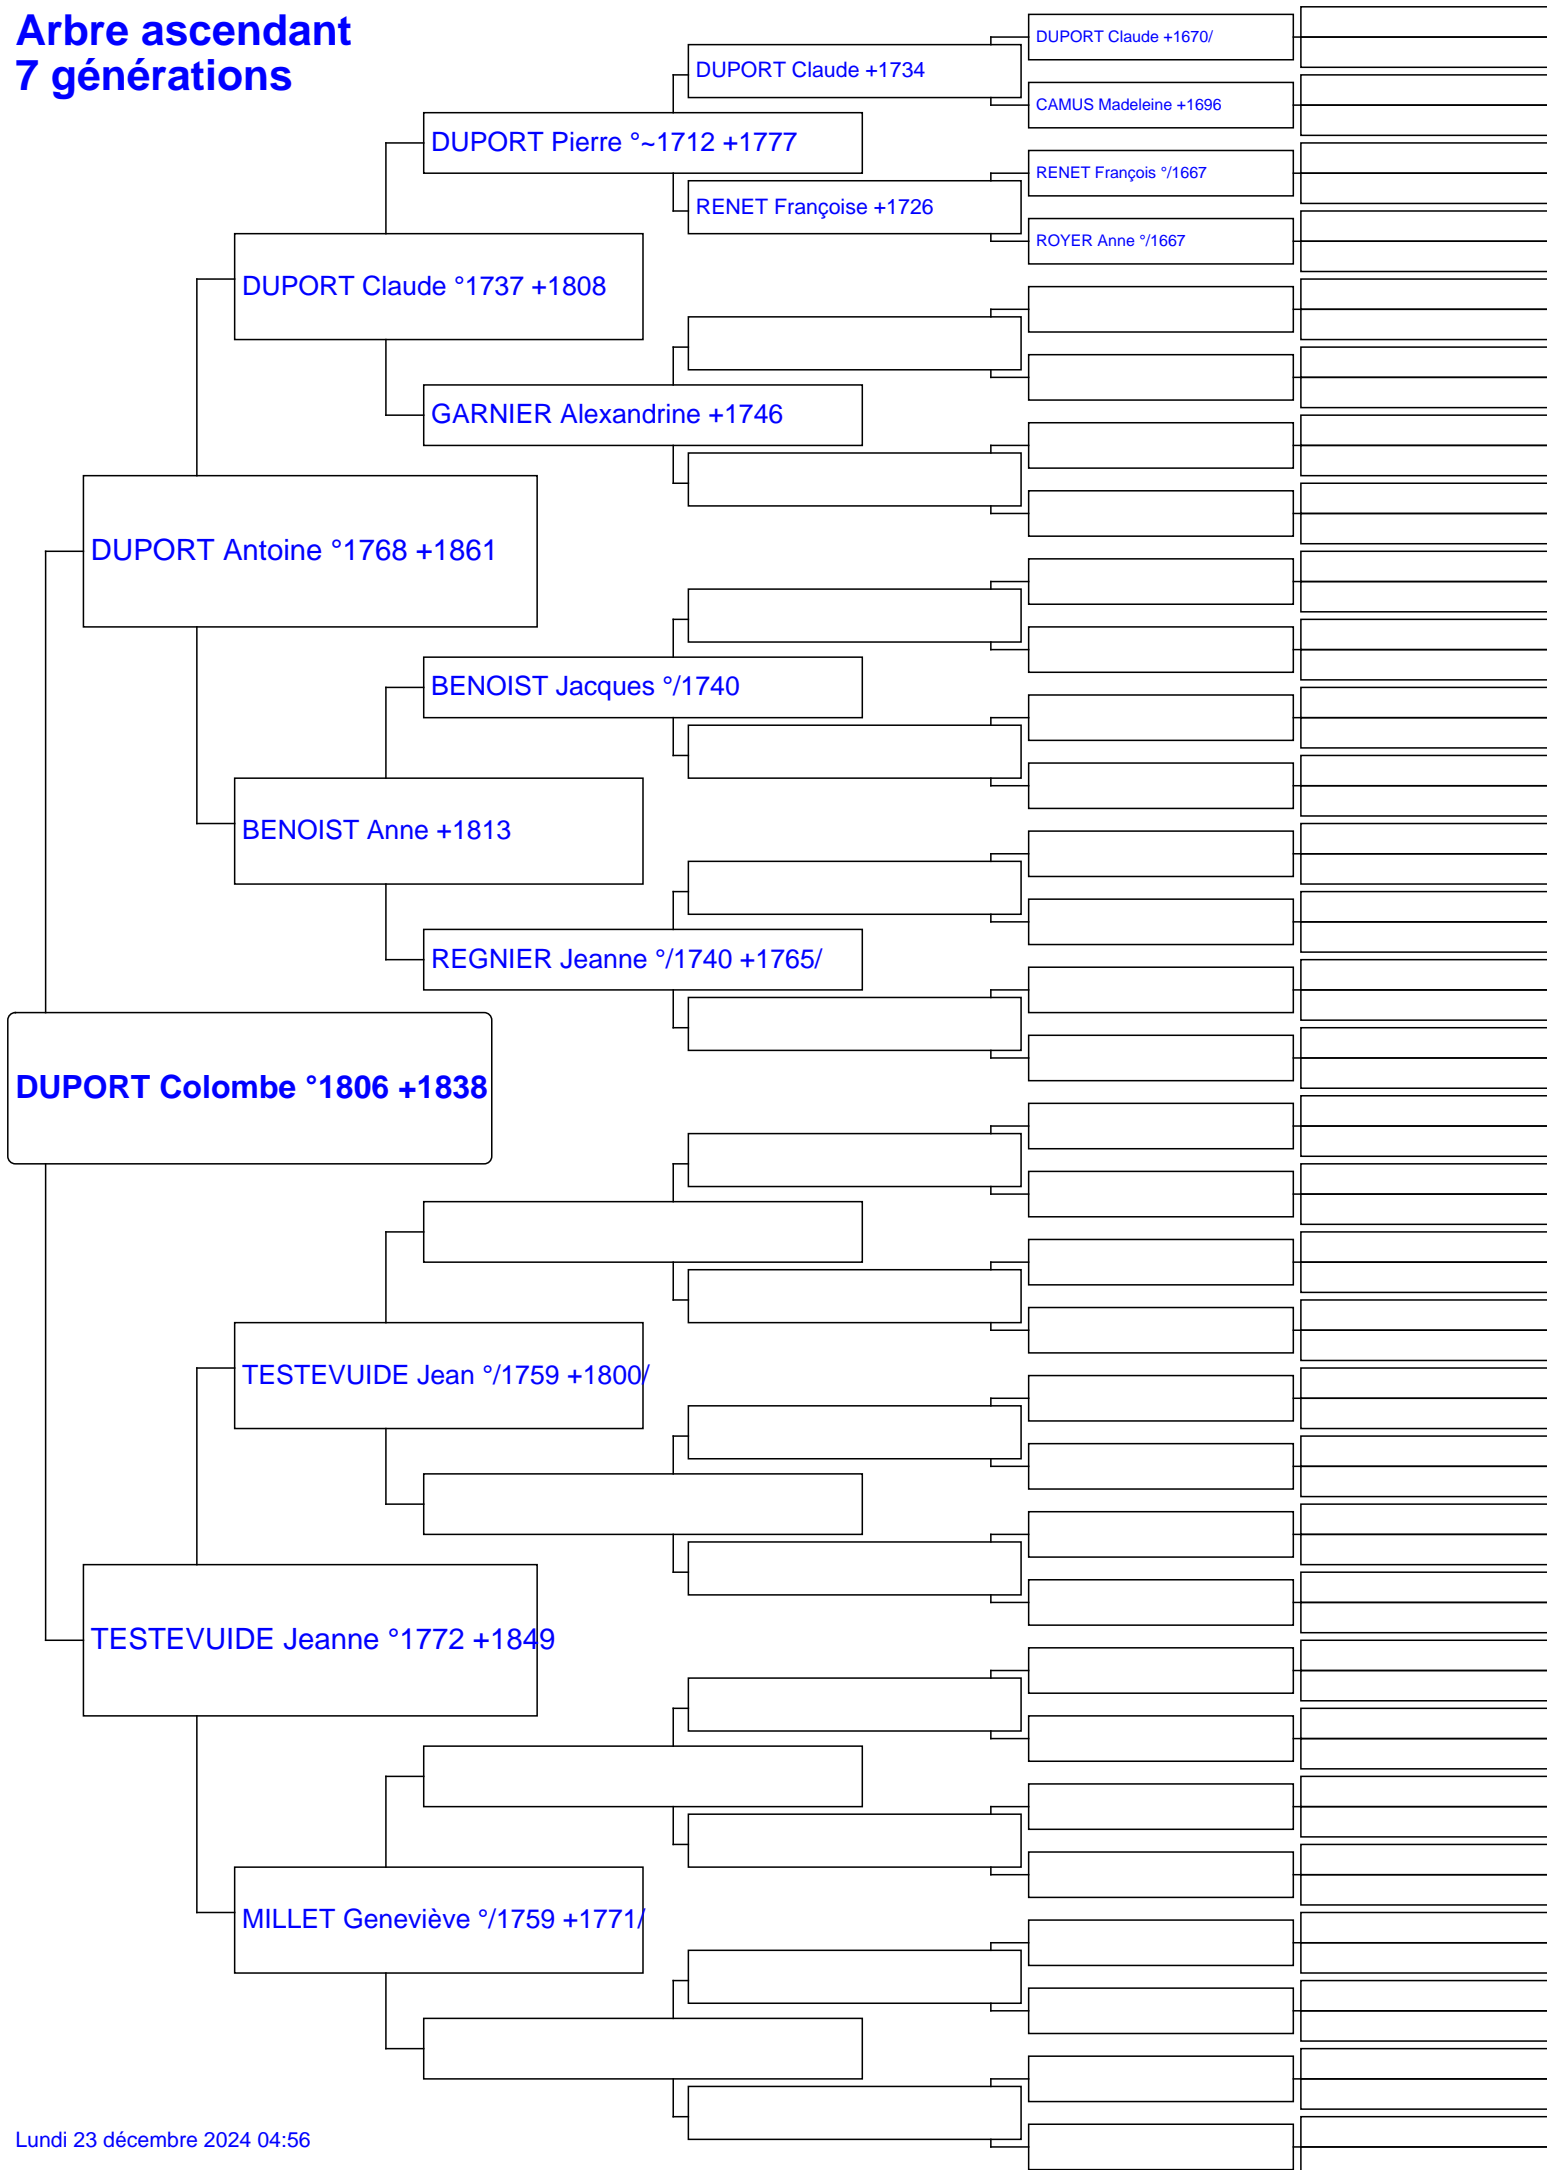 Arbre ascendant
7 générations
DUPORT Claude +1670/
DUPORT Claude +1734
CAMUS Madeleine +1696
DUPORT Pierre °~1712 +1777
RENET François °/1667
RENET Françoise +1726
ROYER Anne °/1667
DUPORT Claude °1737 +1808
GARNIER Alexandrine +1746
DUPORT Antoine °1768 +1861
BENOIST Jacques °/1740
BENOIST Anne +1813
REGNIER Jeanne °/1740 +1765/
DUPORT Colombe °1806 +1838
TESTEVUIDE Jean °/1759 +1800/
TESTEVUIDE Jeanne °1772 +1849
MILLET Geneviève °/1759 +1771/
Lundi 23 décembre 2024 04:56